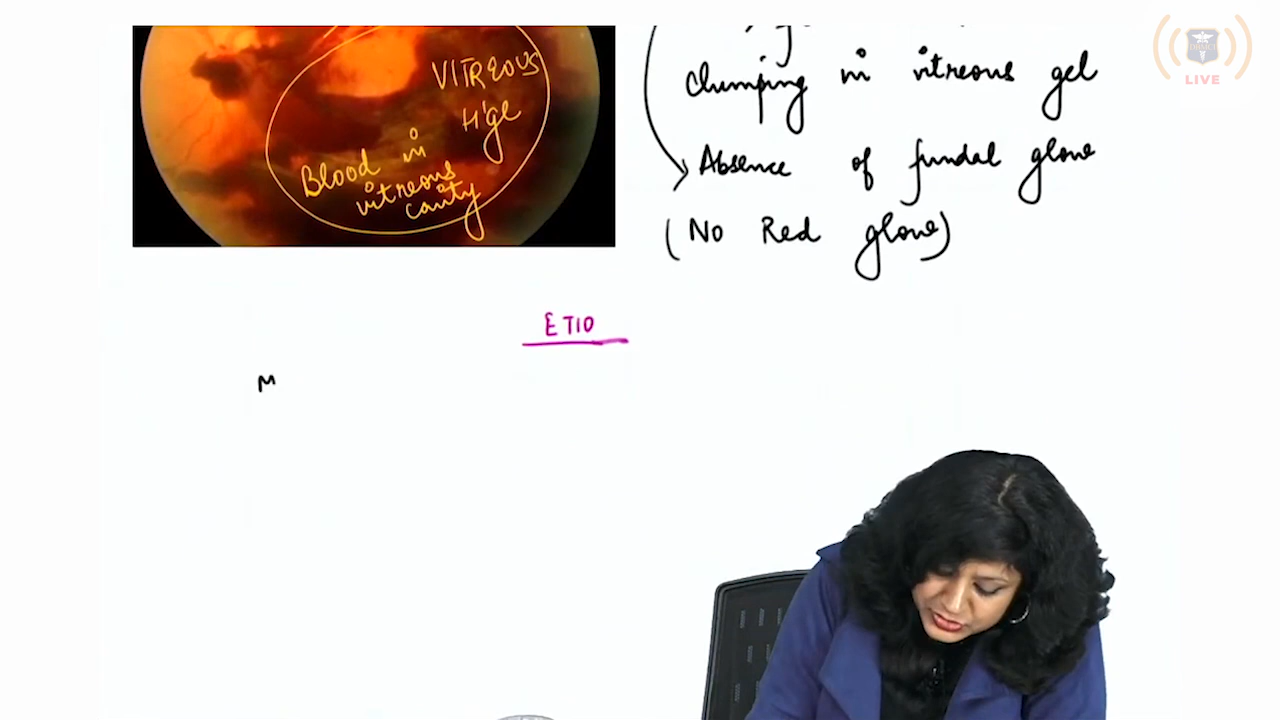 VITREOUS
H'ge
Blood in
vitreous
cavity
clumping in vitreous gel
Absence of fundal glow
(No Red glow)
ETIO
M
LIVE